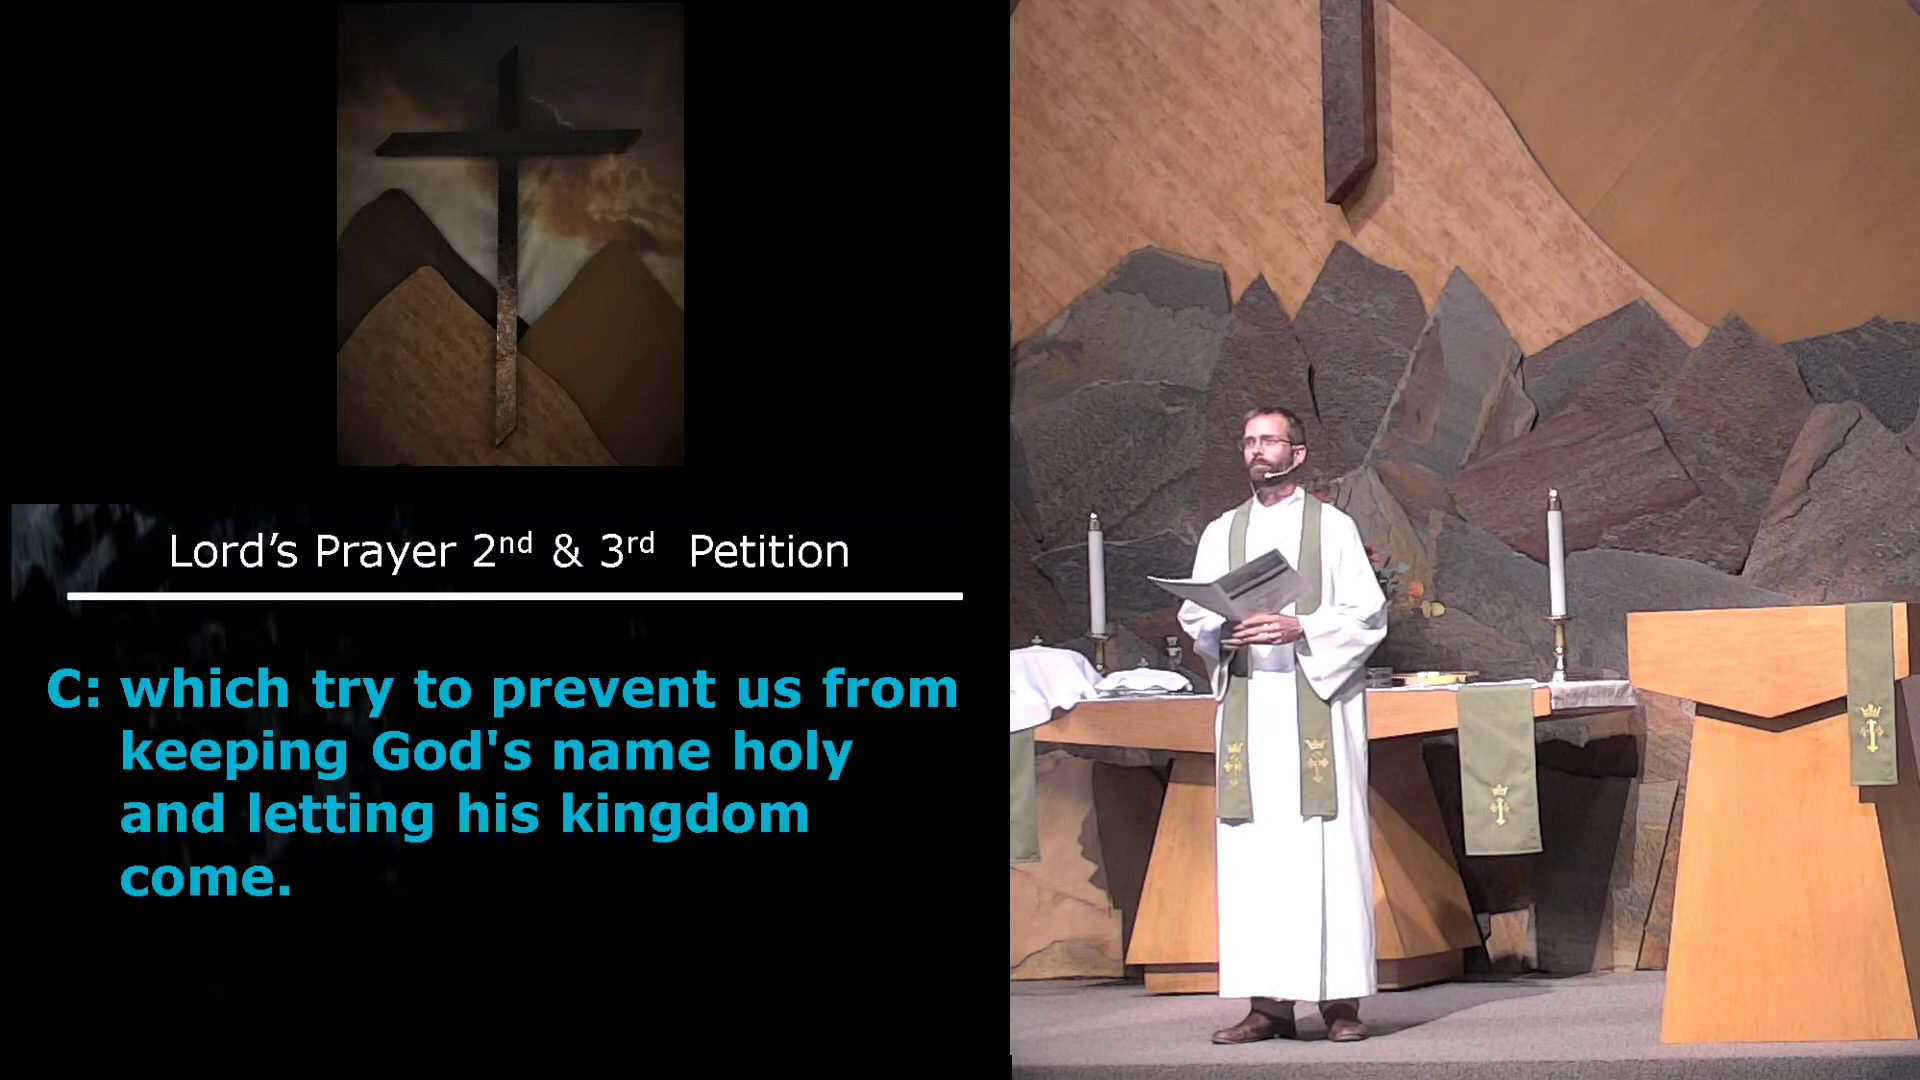 Lord’s Prayer 2nd & 3rd Petition
C: which try to prevent us from
keeping God's name holy
and letting his kingdom
come.